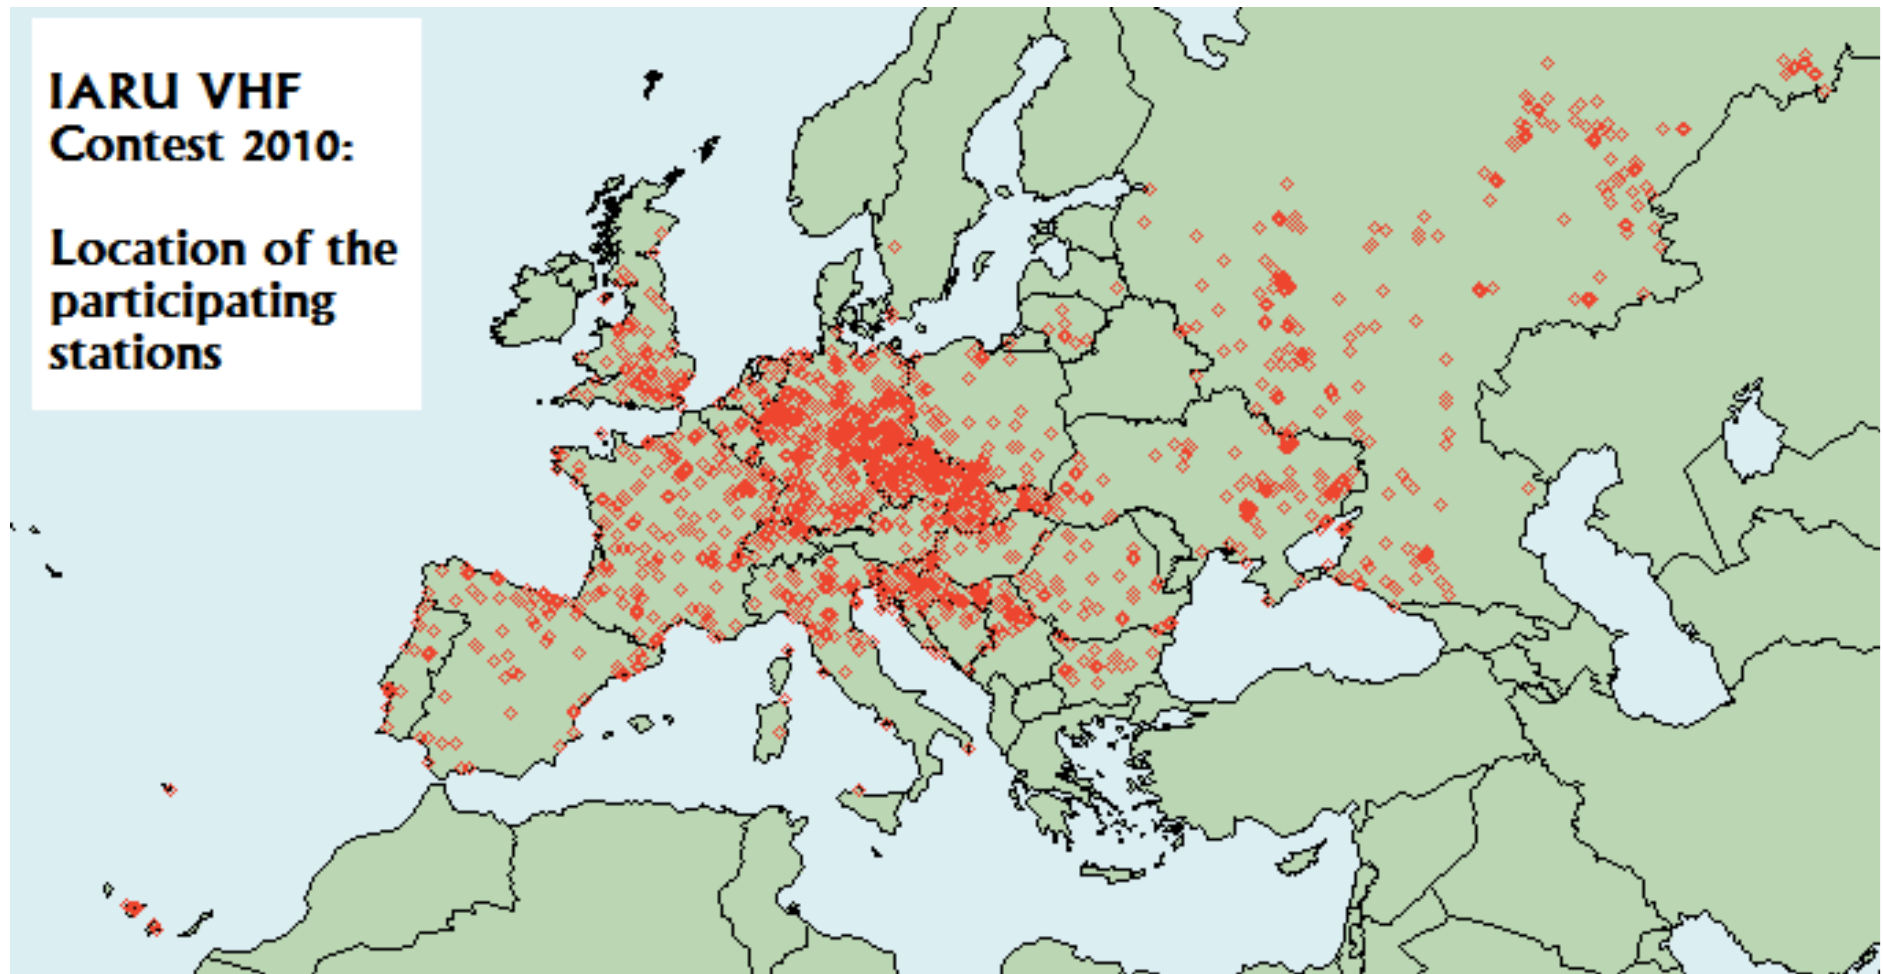 IARU VHF
Contest 2010:
Location of the
participating
stations